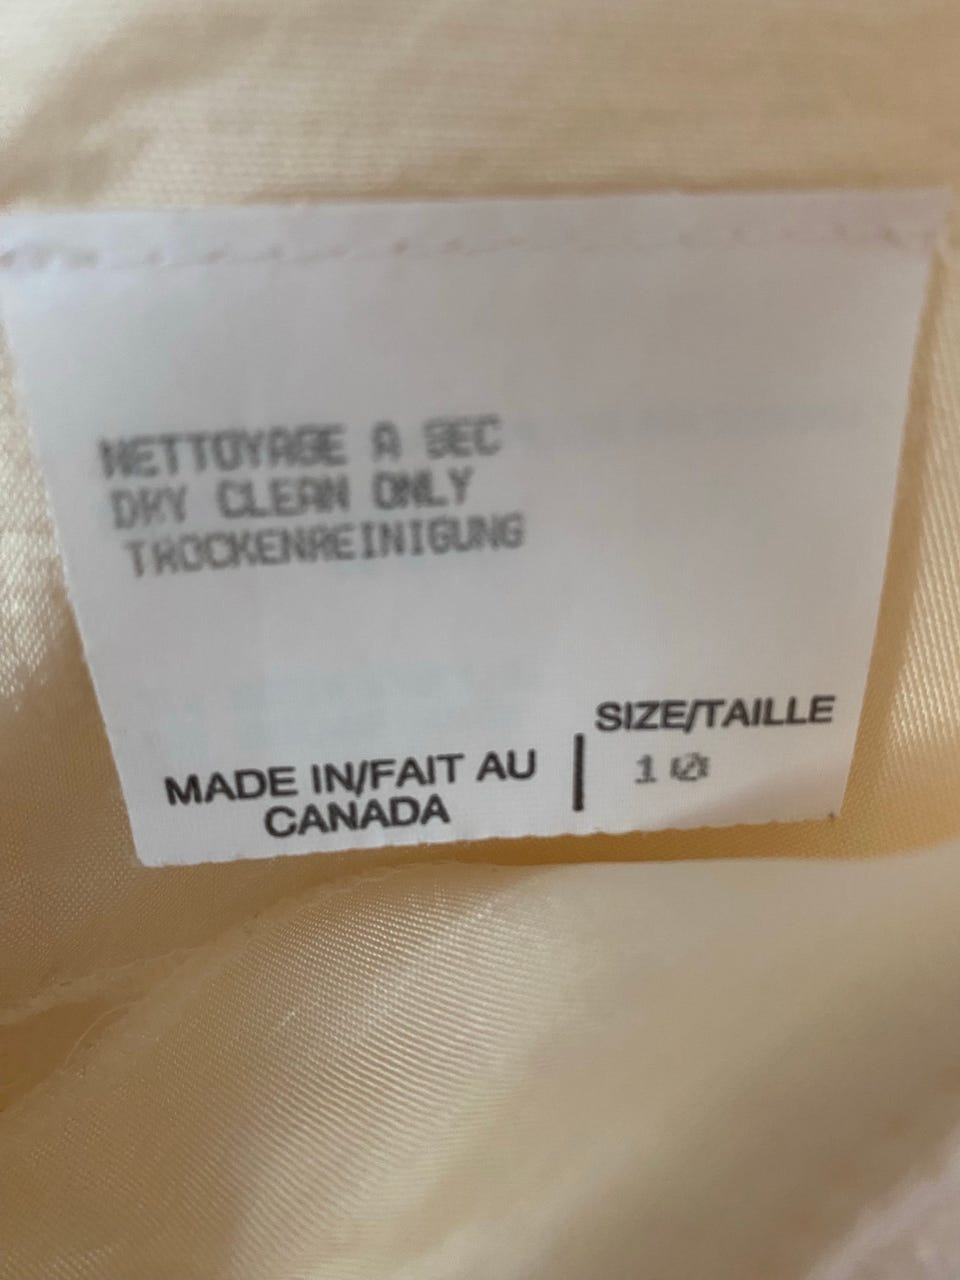 NETTOYAGE A SEC
DRY CLEAN ONLY
TROCKENREINIGUNG
SIZE/TAILLE
10
MADE IN/FAIT AU
CANADA